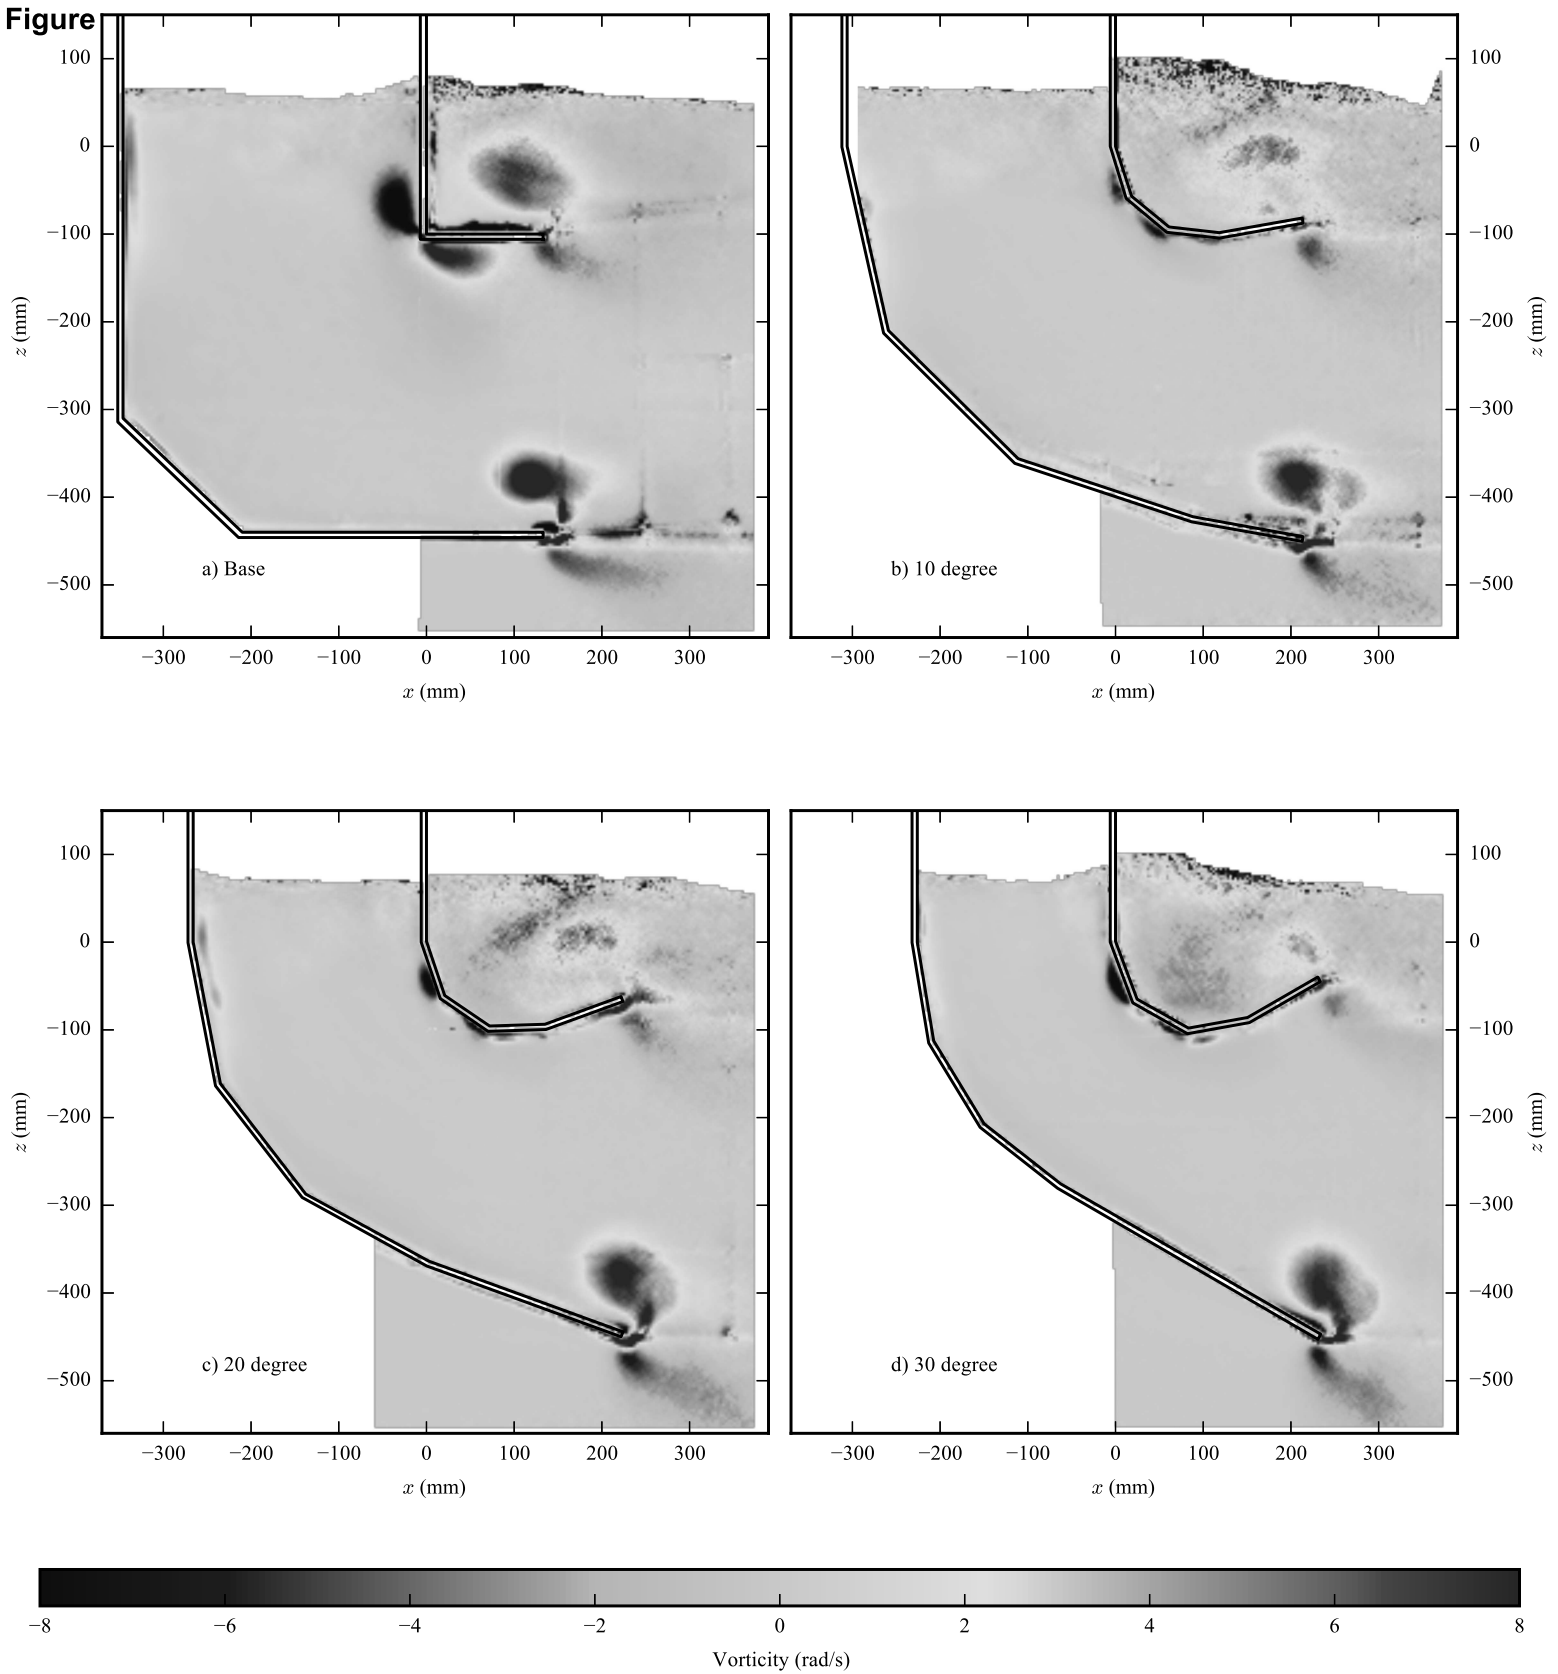 Figure
100
0
−100
−200
−300
−400
−500
z (mm)
a) Base
−300 −200 −100 0 100 200 300
x (mm)
100
0
−100
−200
−300
−400
−500
z (mm)
b) 10 degree
−300 −200 −100 0 100 200 300
x (mm)
100
0
−100
−200
−300
−400
−500
z (mm)
c) 20 degree
−300 −200 −100 0 100 200 300
x (mm)
100
0
−100
−200
−300
−400
−500
z (mm)
d) 30 degree
−300 −200 −100 0 100 200 300
x (mm)
−8 −6 −4 −2 0 2 4 6 8
Vorticity (rad/s)